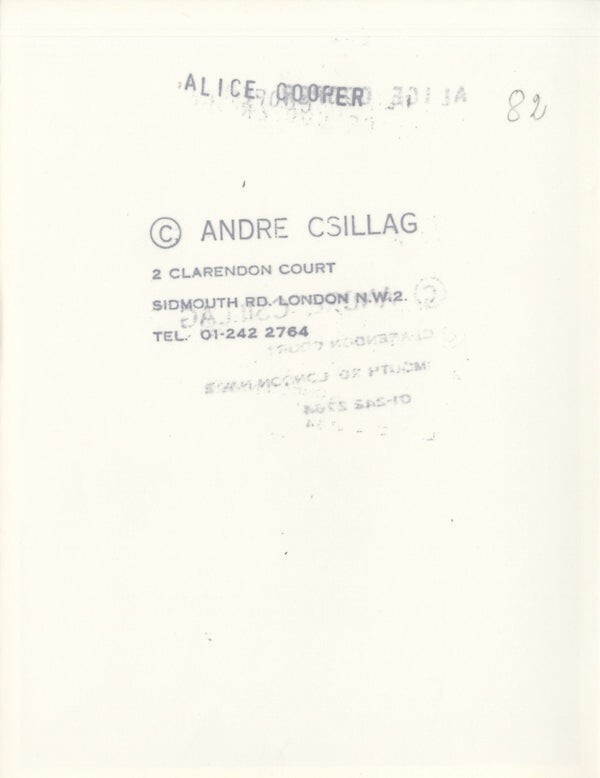 ALICE COOPER
82
© ANDRE CSILLAG
2 CLARENDON COURT
SIDMOUTH RD. LONDON N.W.2.
TEL. 01-242 2764